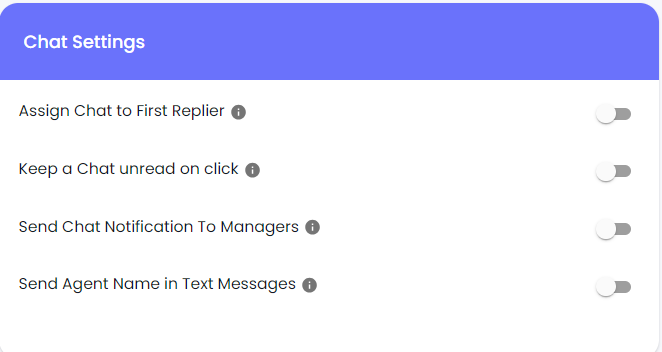 Chat Settings
Assign Chat to First Replier
Keep a Chat unread on click
Send Chat Notification To Managers
Send Agent Name in Text Messages